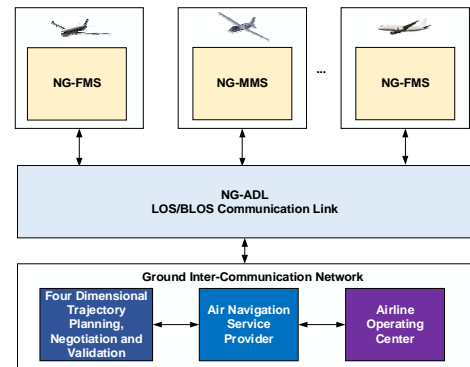 NG-FMS
NG-MMS
...
NG-FMS
NG-ADL
LOS/BLOS Communication Link
Ground Inter-Communication Network
Four Dimensional
Trajectory
Planning,
Negotiation and
Validation
Air Navigation
Service
Provider
Airline
Operating
Center